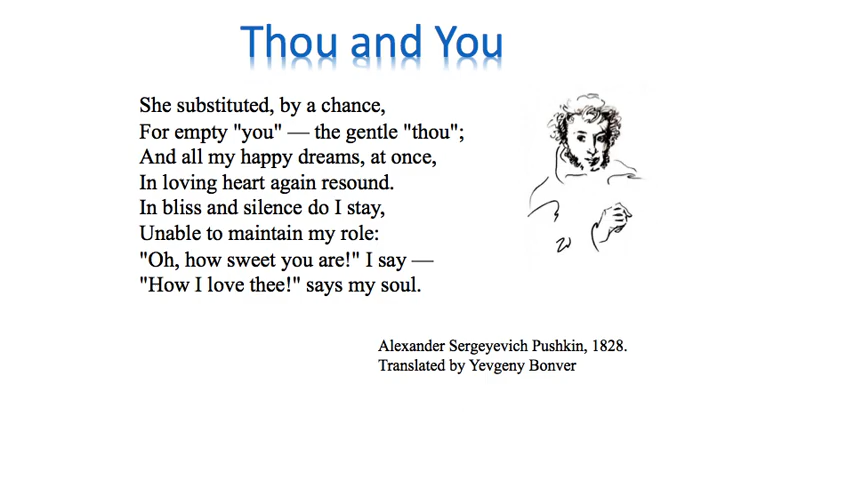 Thou and You
She substituted, by a chance,
For empty "you" — the gentle "thou";
And all my happy dreams, at once,
In loving heart again resound.
In bliss and silence do I stay,
Unable to maintain my role:
"Oh, how sweet you are!" I say —
"How I love thee!" says my soul.
Alexander Sergeyevich Pushkin, 1828.
Translated by Yevgeny Bonver